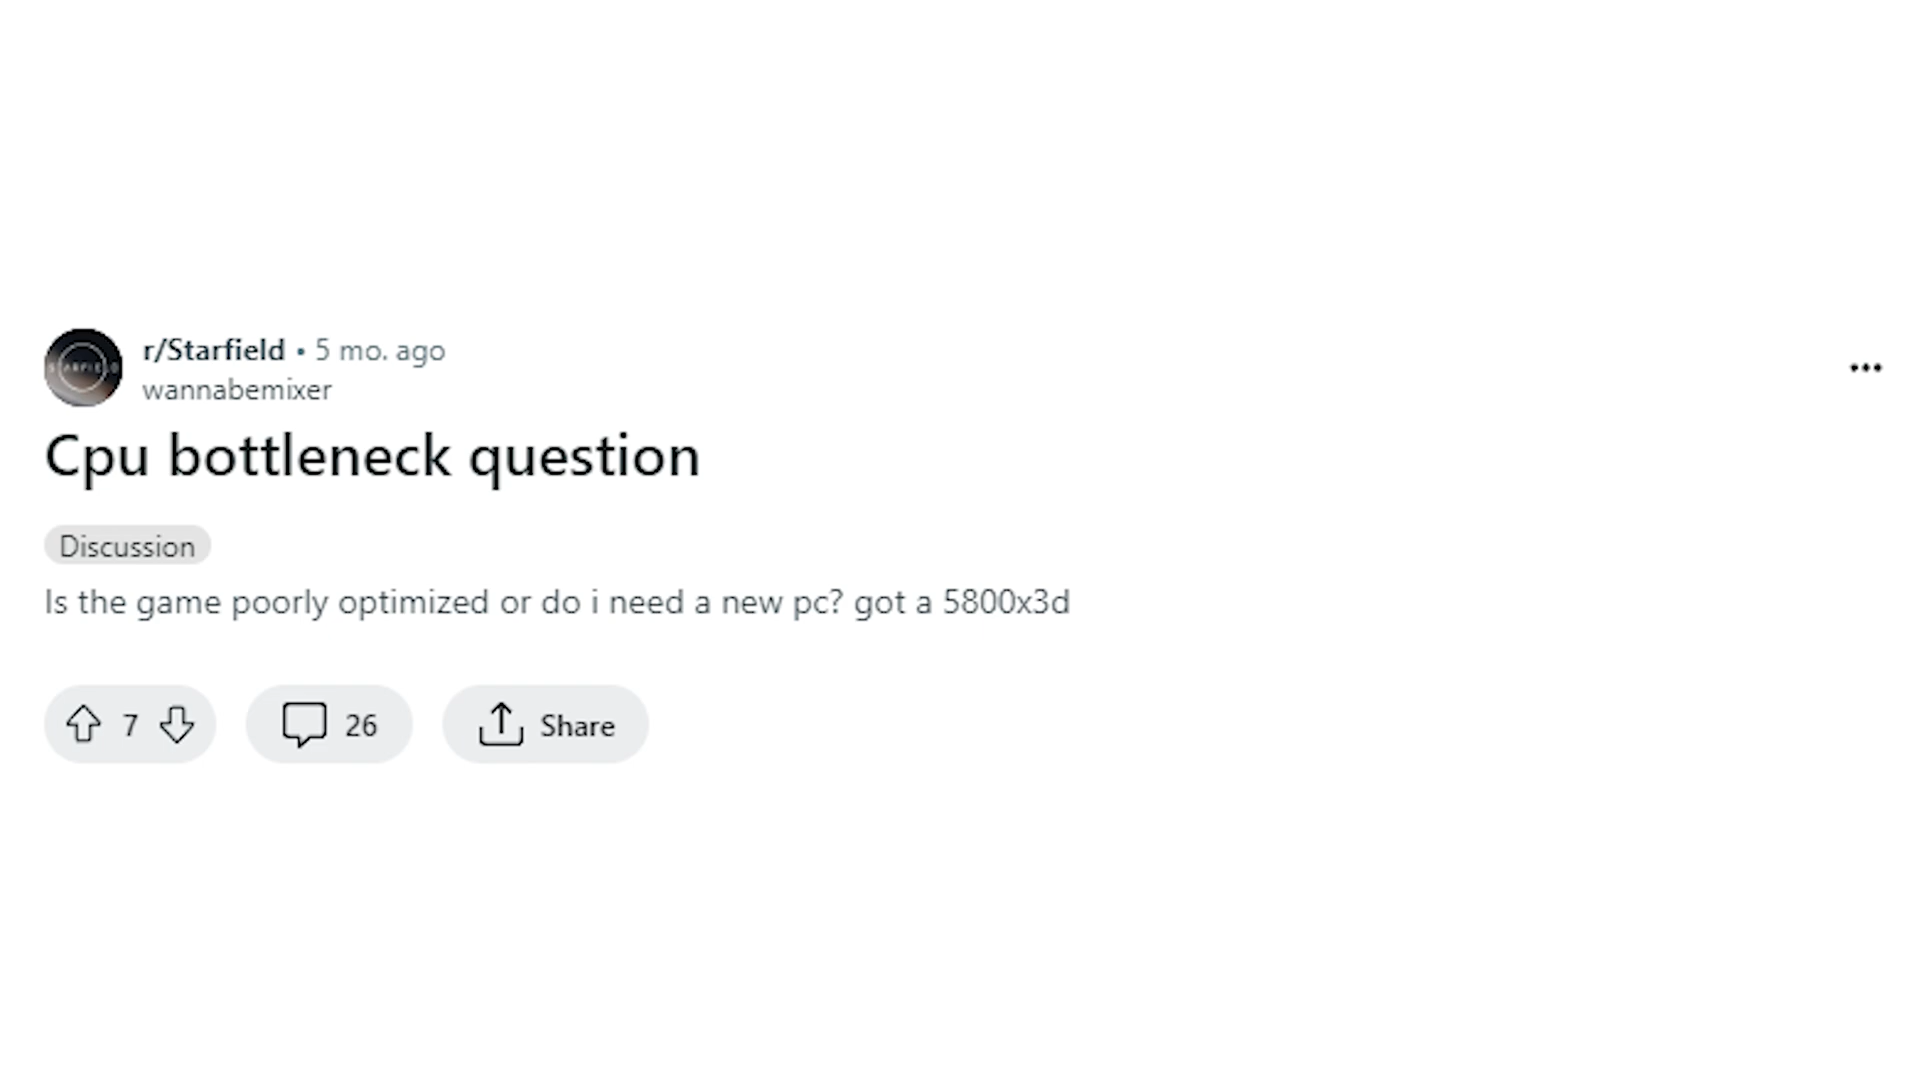 r/Starfield • 5 mo. ago
wannabemixer
Cpu bottleneck question
Discussion
Is the game poorly optimized or do i need a new pc? got a 5800x3d
7
26
Share